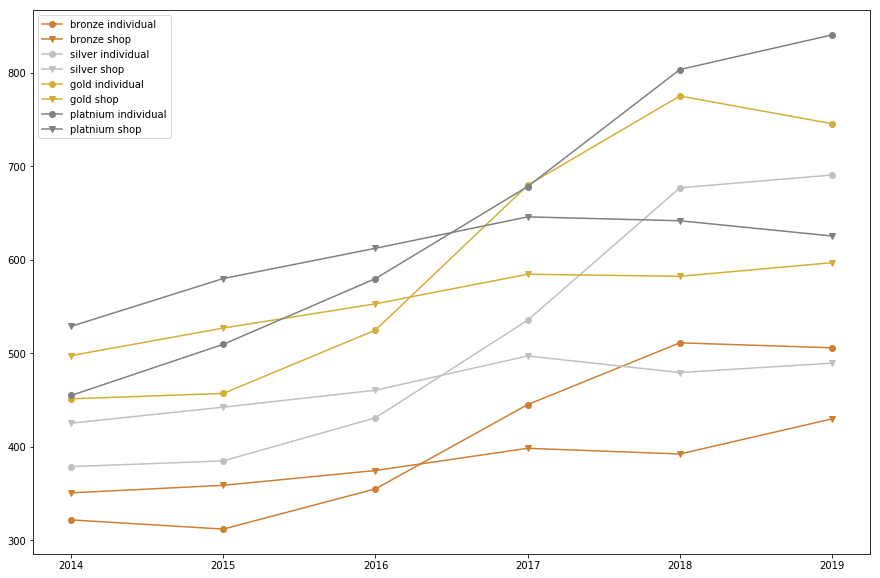 bronze individual
bronze shop
silver individual
silver shop
gold individual
gold shop
platnium individual
platnium shop
800
700
600
500
400
300
2014 2015 2016 2017 2018 2019